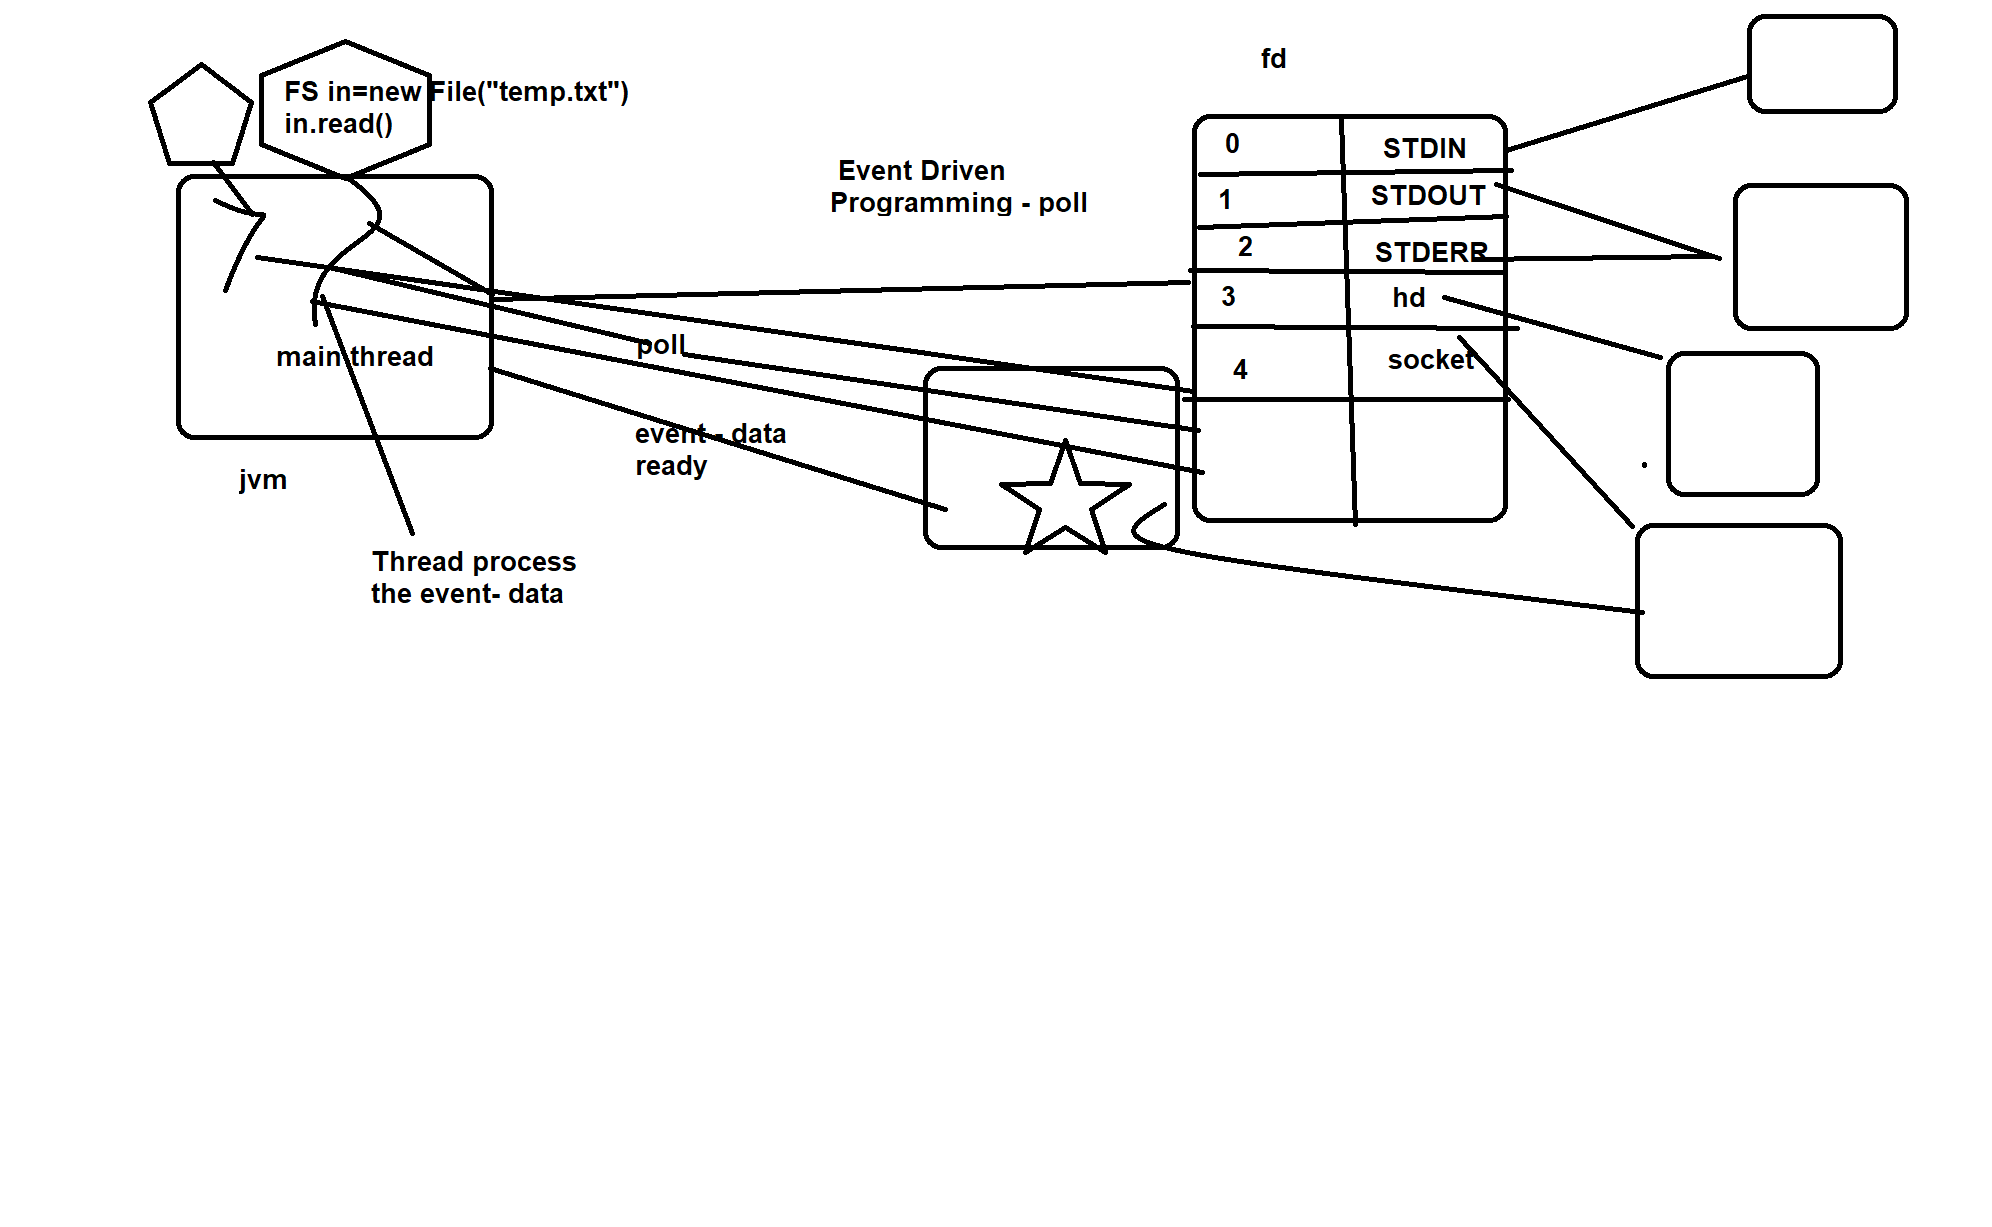 fd
FS in=new File("temp.txt")
in.read()
Event Driven
Programming - poll
0 STDIN
1 STDOUT
2 STDERR
3 hd
4 socket
main thread
poll
event - data
ready
jvm
Thread process
the event- data